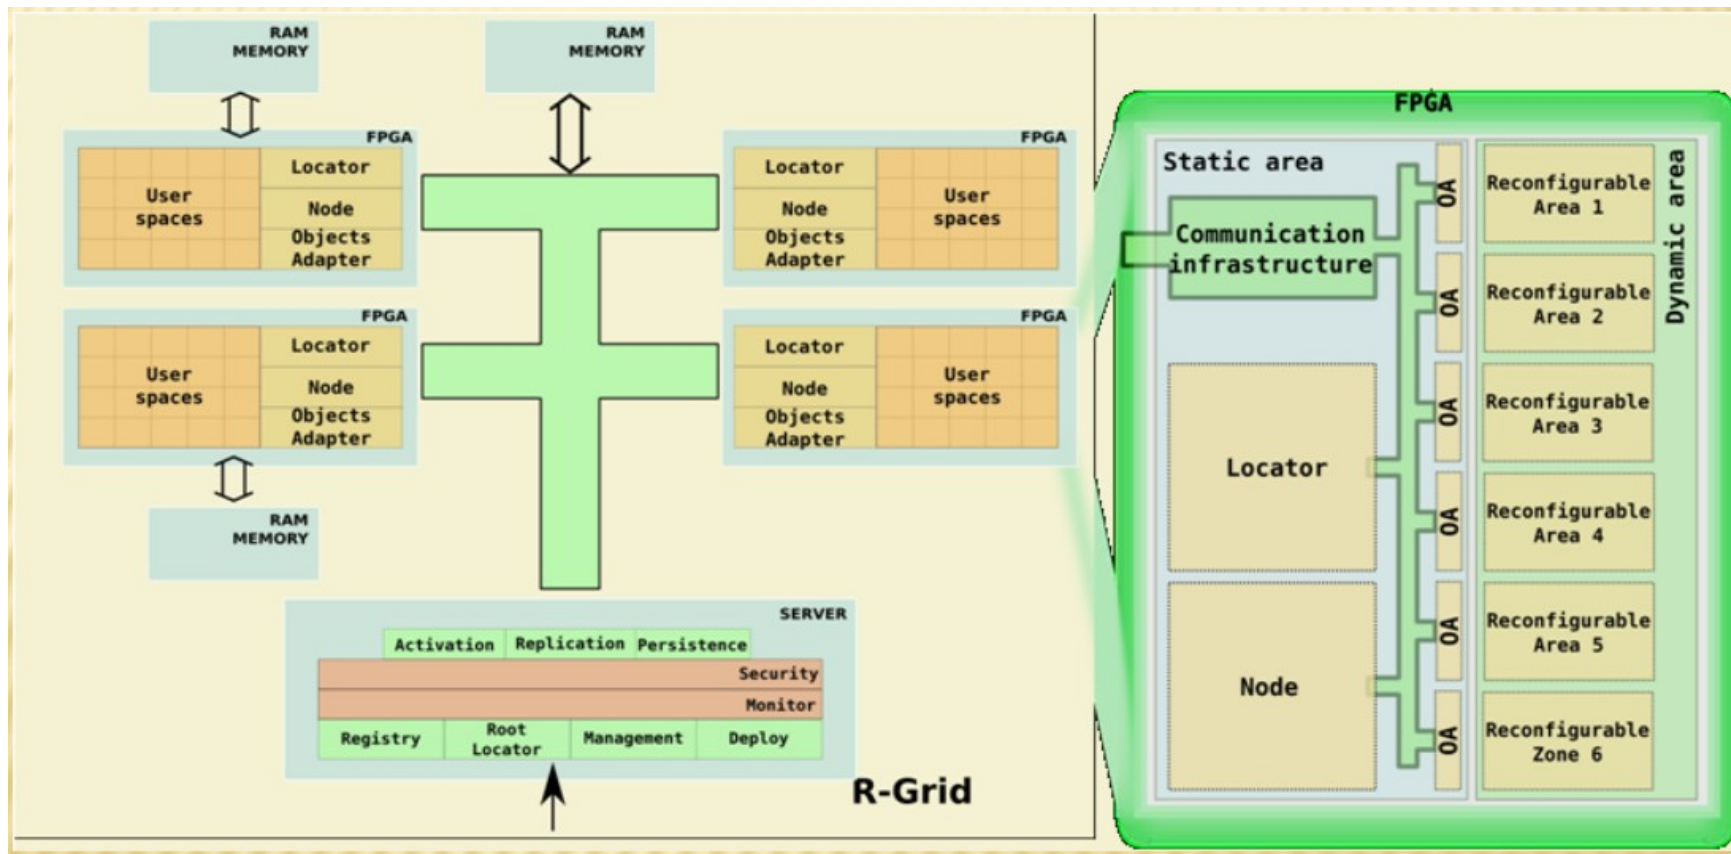 RAM
MEMORY
RAM
MEMORY
FPGA
User
spaces
Locator
Node
Objects
Adapter
FPGA
Locator
Node
Objects
Adapter
User
spaces
FPGA
User
spaces
Locator
Node
Objects
Adapter
FPGA
Locator
Node
Objects
Adapter
User
spaces
RAM
MEMORY
SERVER
Activation
Replication
Persistence
Security
Monitor
Registry
Root
Locator
Management
Deploy
R-Grid
FPGA
Static area
Communication
infrastructure
Locator
Node
OA
OA
OA
OA
OA
OA
Reconfigurable
Area 1
Reconfigurable
Area 2
Reconfigurable
Area 3
Reconfigurable
Area 4
Reconfigurable
Area 5
Reconfigurable
Zone 6
Dynamic area